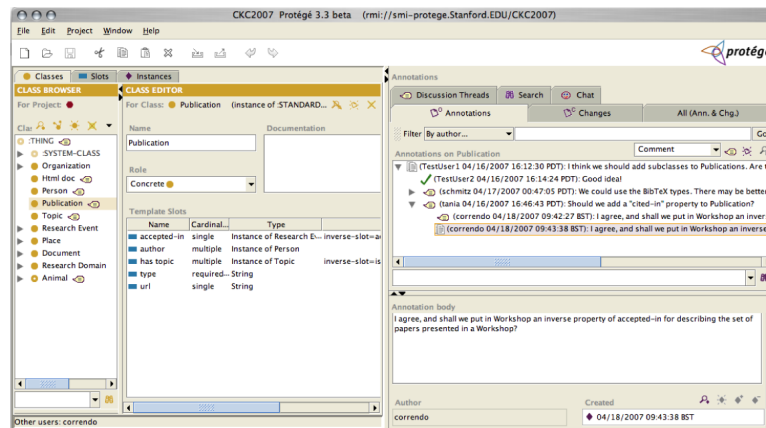 CKC2007 Protégé 3.3 beta (rmi://smi-protege.Stanford.EDU/CKC2007)
File Edit Project Window Help
protégé
Classes Slots Instances
CLASS BROWSER
For Project:
:THING
:SYSTEM-CLASS
Organization
Html doc
Person
Publication
Topic
Research Event
Place
Document
Research Domain
Animal
CLASS EDITOR
For Class: Publication (instance of :STANDARD...
Name Documentation
Publication
Role
Concrete
Template Slots
Name Cardinal... Type
accepted-in single Instance of Research E... inverse-slot=a
author multiple Instance of Person
has topic multiple Instance of Topic inverse-slot=is
type required... String
url single String
Other users: correndo
Annotations
Discussion Threads Search Chat
Annotations Changes All (Ann. & Chg.)
Filter By author... Go
Annotations on Publication Comment
(TestUser1 04/16/2007 16:12:30 PDT): I think we should add subclasses to Publications. Are
(TestUser2 04/16/2007 16:14:24 PDT): Good idea!
(schmitz 04/17/2007 00:47:05 PDT): We could use the BibTeX types. There may be better
(tania 04/16/2007 16:46:43 PDT): Should we add a "cited-in" property to Publication?
(correndo 04/18/2007 09:42:27 BST): I agree, and shall we put in Workshop an inver
(correndo 04/18/2007 09:43:38 BST): I agree, and shall we put in Workshop an inverse
Annotation body
I agree, and shall we put in Workshop an inverse property of accepted-in for describing the set of
papers presented in a Workshop?
Author Created
correndo 04/18/2007 09:43:38 BST